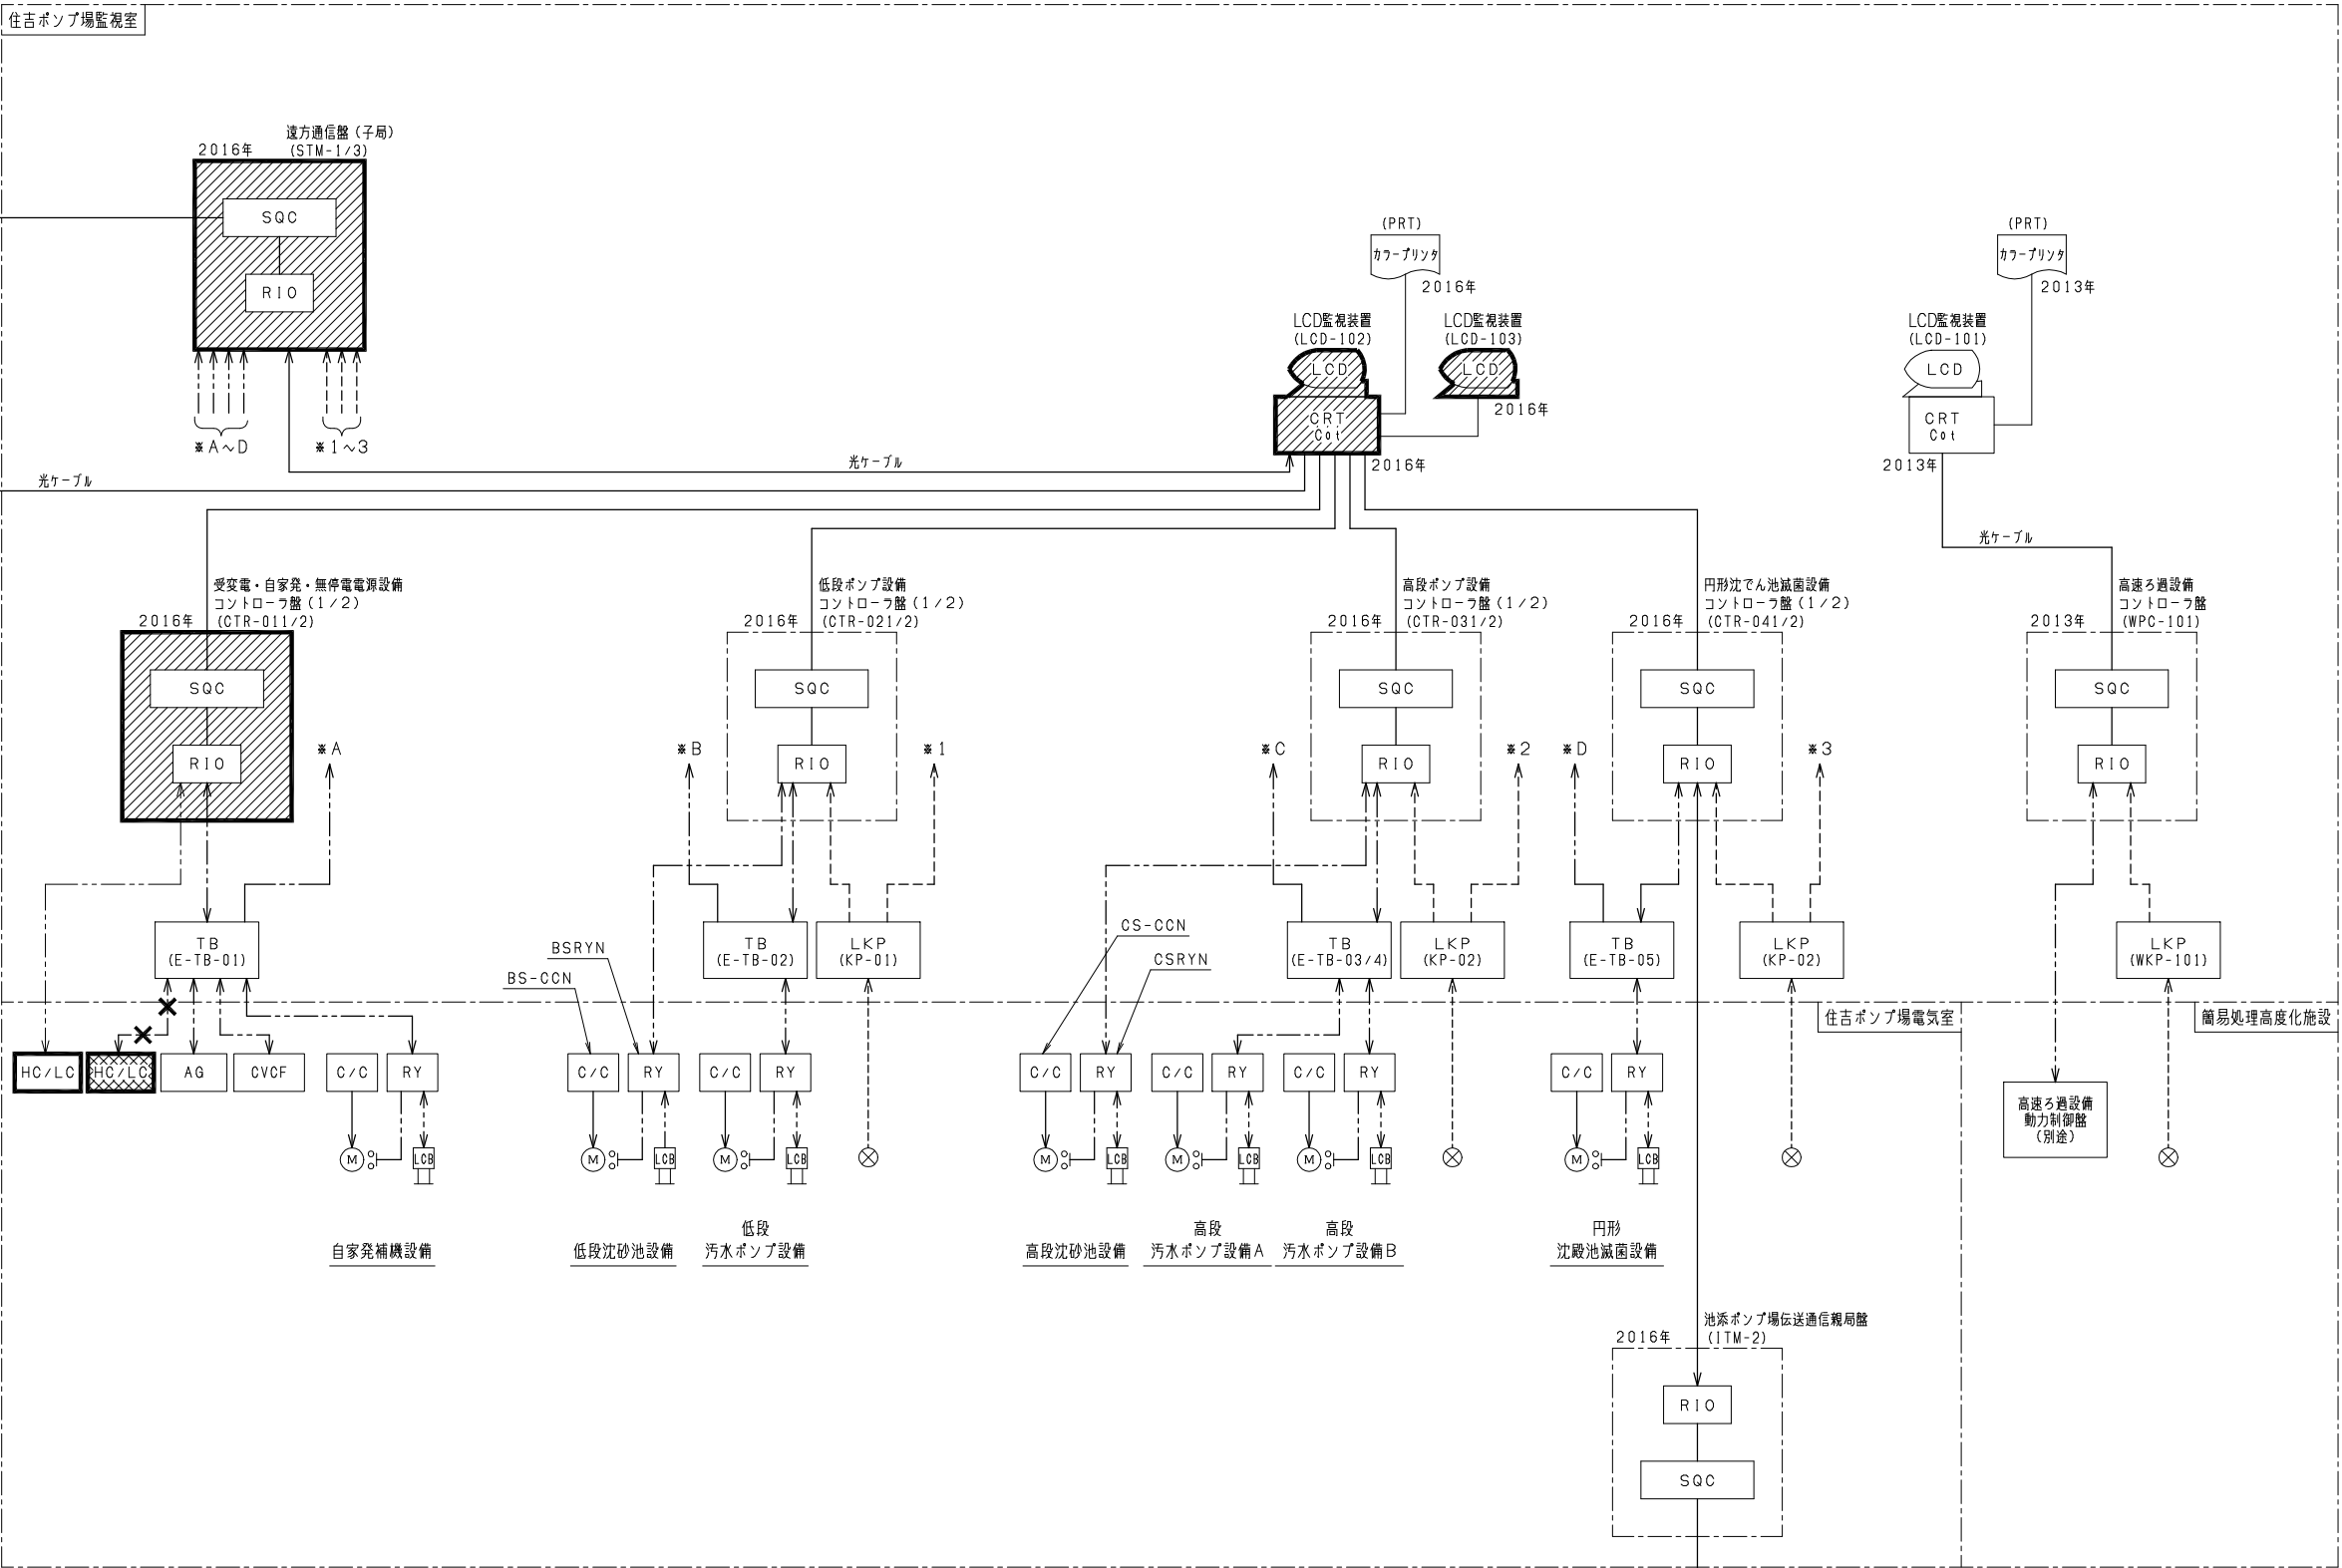 住吉ポンプ場監視室
遠方通信盤(子局)
2016年
(STM-1/3)
SQC
RIO
※A~D
※1~3
(PRT)
カラープリンタ
2016年
LCD監視装置
(LCD-102)
LCD
CRT
Cot
2016年
LCD監視装置
(LCD-103)
LCD
2016年
(PRT)
カラープリンタ
2013年
LCD監視装置
(LCD-101)
LCD
CRT
Cot
2013年
光ケーブル
光ケーブル
光ケーブル
受変電・自家発・無停電電源設備
コントローラ盤(1/2)
2016年
(CTR-011/2)
SQC
RIO
※A
低段ポンプ設備
コントローラ盤(1/2)
2016年
(CTR-021/2)
SQC
RIO
※B
※1
高段ポンプ設備
コントローラ盤(1/2)
2016年
(CTR-031/2)
SQC
RIO
※C
※2
円形沈でん池滅菌設備
コントローラ盤(1/2)
2016年
(CTR-041/2)
SQC
RIO
※D
※3
高速ろ過設備
コントローラ盤
2013年
(WPC-101)
SQC
RIO
TB
(E-TB-01)
BSRYN
BS-CCN
TB
(E-TB-02)
LKP
(KP-01)
CS-CCN
CSRYN
TB
(E-TB-03/4)
LKP
(KP-02)
TB
(E-TB-05)
LKP
(KP-02)
LKP
(WKP-101)
住吉ポンプ場電気室
簡易処理高度化施設
HC/LC
HC/LC
AG
CVCF
C/C
RY
C/C
RY
C/C
RY
C/C
RY
C/C
RY
C/C
RY
C/C
RY
高速ろ過設備
動力制御盤
(別途)
M
LCB
M
LCB
M
LCB
M
LCB
M
LCB
M
LCB
M
LCB
自家発補機設備
低段沈砂池設備
低段
汚水ポンプ設備
高段沈砂池設備
高段
汚水ポンプ設備A
高段
汚水ポンプ設備B
円形
沈殿池滅菌設備
池添ポンプ場伝送通信親局盤
2016年
(ITM-2)
RIO
SQC